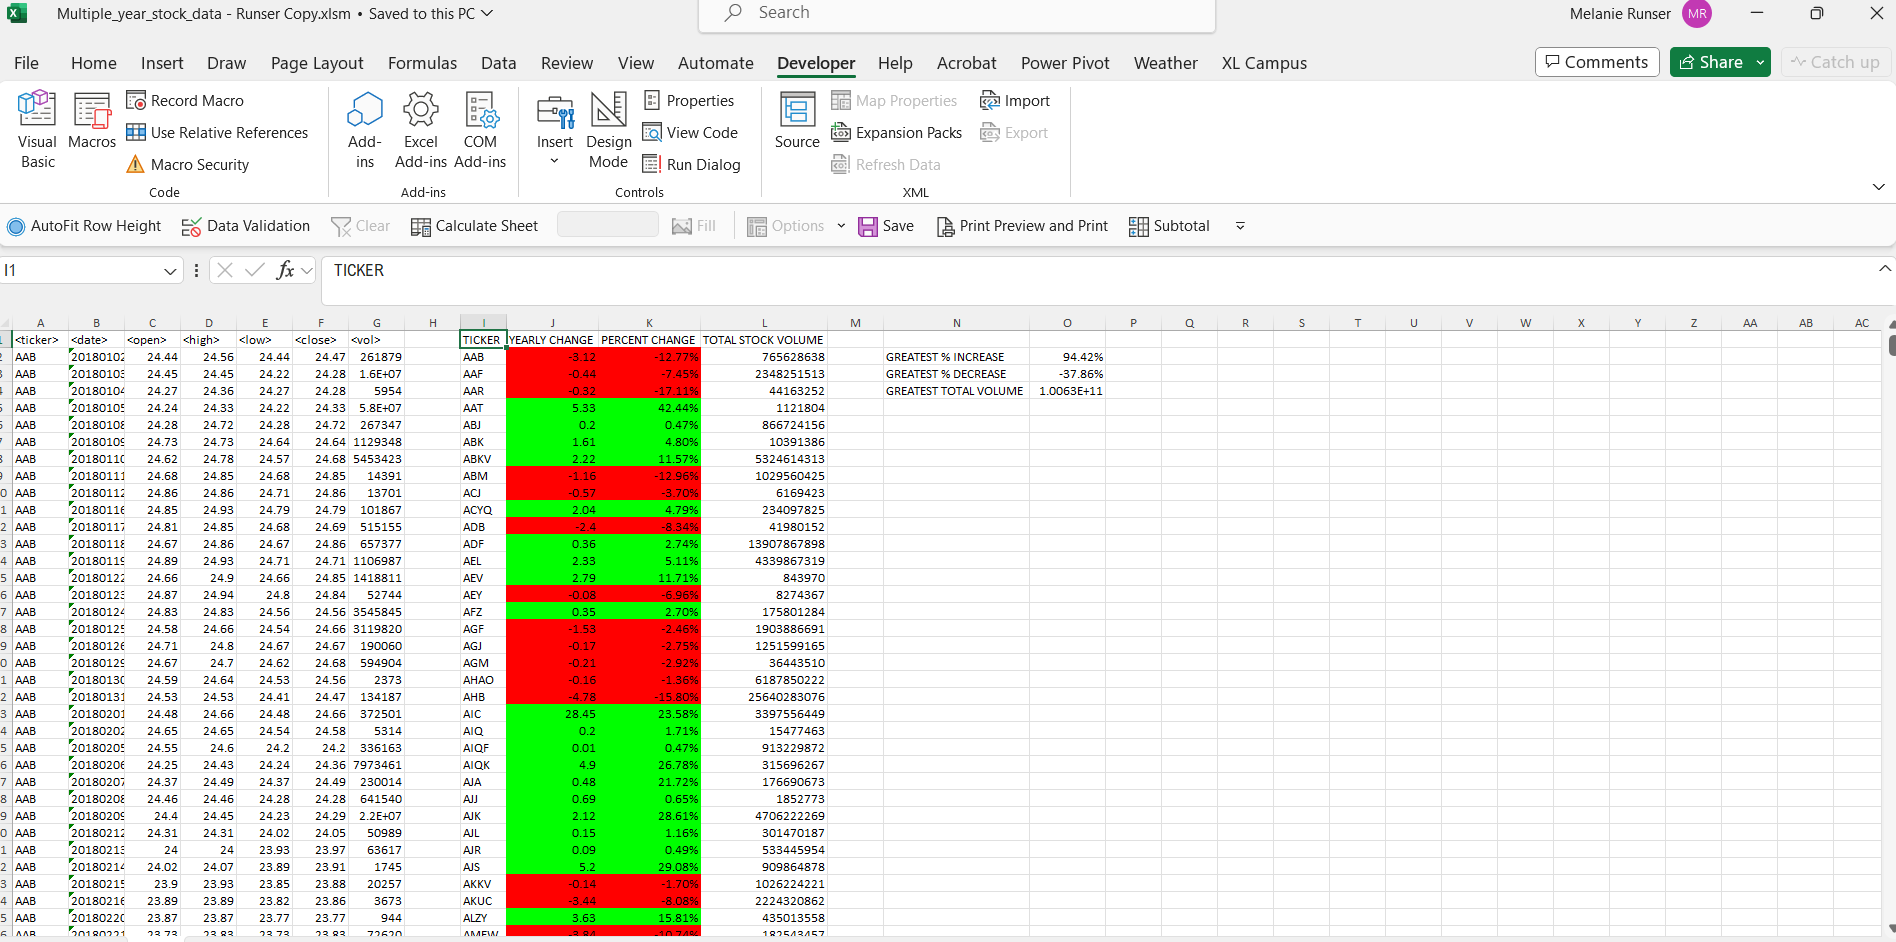 Multiple_year_stock_data - Runser Copy.xlsm • Saved to this PC
Search
Melanie Runser MR
File Home Insert Draw Page Layout Formulas Data Review View Automate Developer Help Acrobat Power Pivot Weather XL Campus Comments Share Catch up
Visual Basic
Macros
Record Macro
Use Relative References
Macro Security
Code
Add-ins
Excel Add-ins
COM Add-ins
Add-ins
Insert
Design Mode
Properties
View Code
Run Dialog
Controls
Source
Map Properties
Expansion Packs
Refresh Data
Import
Export
XML
AutoFit Row Height Data Validation Clear Calculate Sheet Fill Options Save Print Preview and Print Subtotal
I1 fx TICKER
A B C D E F G H I J K L M N O P Q R S T U V W X Y Z AA AB AC
<ticker> <date> <open> <high> <low> <close> <vol> TICKER YEARLY CHANGE PERCENT CHANGE TOTAL STOCK VOLUME
AAB 20180102 24.44 24.56 24.44 24.47 261879 AAB -3.12 -12.77% 765628638 GREATEST % INCREASE 94.42%
AAB 20180103 24.45 24.45 24.22 24.28 1.6E+07 AAF -0.44 -7.45% 2348251513 GREATEST % DECREASE -37.86%
AAB 20180104 24.27 24.36 24.27 24.28 5954 AAR -0.32 -17.11% 44163252 GREATEST TOTAL VOLUME 1.0063E+11
AAB 20180105 24.24 24.33 24.22 24.33 5.8E+07 AAT 5.33 42.44% 1121804
AAB 20180108 24.28 24.72 24.28 24.72 267347 ABJ 0.2 0.47% 866724156
AAB 20180109 24.73 24.73 24.64 24.64 1129348 ABK 1.61 4.80% 10391386
AAB 20180110 24.62 24.78 24.57 24.68 5453423 ABKV 2.22 11.57% 5324614313
AAB 20180111 24.68 24.85 24.68 24.85 14391 ABM -1.16 -12.96% 1029560425
AAB 20180112 24.86 24.86 24.71 24.86 13701 ACJ -0.57 -3.70% 6169423
AAB 20180116 24.85 24.93 24.79 24.79 101867 ACYQ 2.04 4.79% 234097825
AAB 20180117 24.81 24.85 24.68 24.69 515155 ADB -2.4 -8.34% 41980152
AAB 20180118 24.67 24.86 24.67 24.86 657377 ADF 0.36 2.74% 13907867898
AAB 20180119 24.89 24.93 24.71 24.71 1106987 AEL 2.33 5.11% 4339867319
AAB 20180122 24.66 24.9 24.66 24.85 1418811 AEV 2.79 11.71% 843970
AAB 20180123 24.87 24.94 24.8 24.84 52744 AEY -0.08 -6.96% 8274367
AAB 20180124 24.83 24.83 24.56 24.56 3545845 AFZ 0.35 2.70% 175801284
AAB 20180125 24.58 24.66 24.54 24.66 3119820 AGF -1.53 -2.46% 1903886691
AAB 20180126 24.71 24.8 24.67 24.67 190060 AGJ -0.17 -2.75% 1251599165
AAB 20180129 24.67 24.7 24.62 24.68 594904 AGM -0.21 -2.92% 36443510
AAB 20180130 24.59 24.64 24.53 24.56 2373 AHAO -0.16 -1.36% 6187850222
AAB 20180131 24.53 24.53 24.41 24.47 134187 AHB -4.78 -15.80% 25640283076
AAB 20180201 24.48 24.66 24.48 24.66 372501 AIC 28.45 23.58% 3397556449
AAB 20180202 24.65 24.65 24.54 24.58 5314 AIQ 0.2 1.71% 15477463
AAB 20180205 24.55 24.6 24.2 24.2 336163 AIQF 0.01 0.47% 913229872
AAB 20180206 24.25 24.43 24.24 24.36 7973461 AIQK 4.9 26.78% 315696267
AAB 20180207 24.37 24.49 24.37 24.49 230014 AJA 0.48 21.72% 176690673
AAB 20180208 24.46 24.46 24.28 24.28 641540 AJJ 0.69 0.65% 1852773
AAB 20180209 24.4 24.45 24.23 24.29 2.2E+07 AJK 2.12 28.61% 4706222269
AAB 20180212 24.31 24.31 24.02 24.05 50989 AJL 0.15 1.16% 301470187
AAB 20180213 24 24 23.93 23.97 63617 AJR 0.09 0.49% 533445954
AAB 20180214 24.02 24.07 23.89 23.91 1745 AJS 5.2 29.08% 909864878
AAB 20180215 23.9 23.93 23.85 23.88 20257 AKKV -0.14 -1.70% 1026224221
AAB 20180216 23.89 23.89 23.82 23.86 3673 AKUC -3.44 -8.08% 2224320862
AAB 20180220 23.87 23.87 23.77 23.77 944 ALZY 3.63 15.81% 435013558
AAB 20180221 23.73 23.83 23.73 23.83 72620 AMEW -3.84 -10.74% 182543457